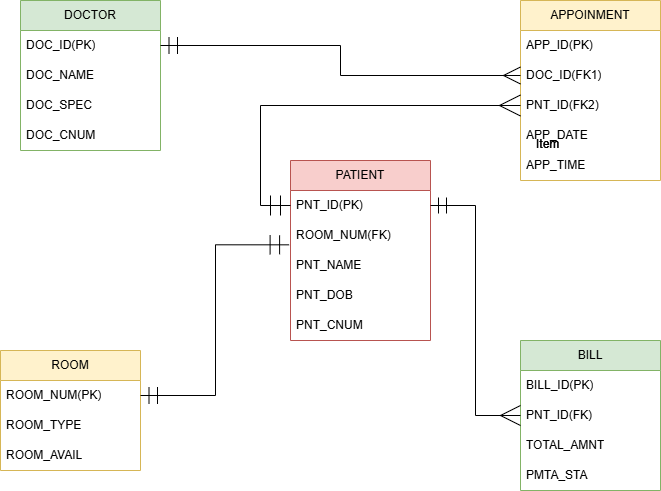 DOCTOR
DOC_ID(PK)
DOC_NAME
DOC_SPEC
DOC_CNUM
APPOINMENT
APP_ID(PK)
DOC_ID(FK1)
PNT_ID(FK2)
APP_DATE
Item
APP_TIME
PATIENT
PNT_ID(PK)
ROOM_NUM(FK)
PNT_NAME
PNT_DOB
PNT_CNUM
ROOM
ROOM_NUM(PK)
ROOM_TYPE
ROOM_AVAIL
BILL
BILL_ID(PK)
PNT_ID(FK)
TOTAL_AMNT
PMTA_STA